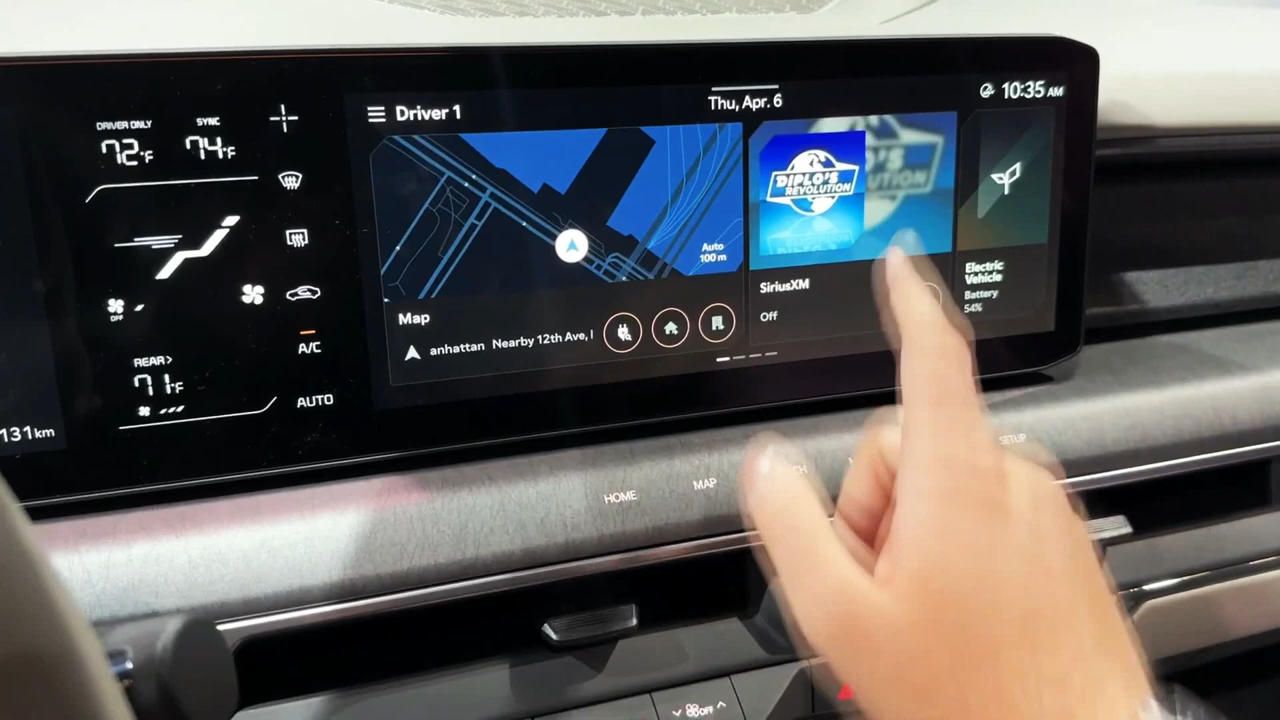 DRIVER ONLY
72°F
SYNC
74°F
OFF
REAR>
71°F
A/C
AUTO
131km
Driver 1
Thu, Apr. 6
10:35 AM
Auto
100 m
Map
anhattan Nearby 12th Ave,
DIPLO'S
REVOLUTION
SiriusXM
Off
Electric
Vehicle
Battery
54%
HOME
MAP
SETUP
OFF